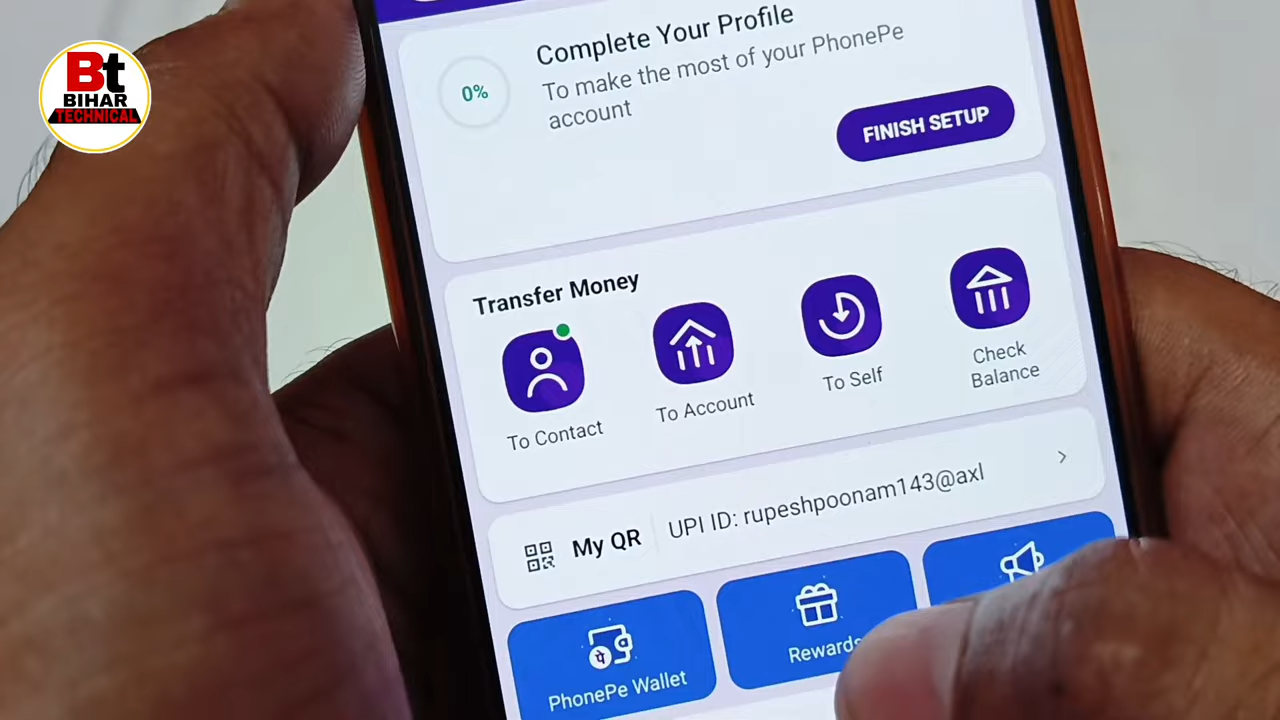 Bt
BIHAR
TECHNICAL
Complete Your Profile
0%
To make the most of your PhonePe
account
FINISH SETUP
Transfer Money
To Contact
To Account
To Self
Check
Balance
My QR
UPI ID: rupeshpoonam143@axl
पे
PhonePe Wallet
Rewards